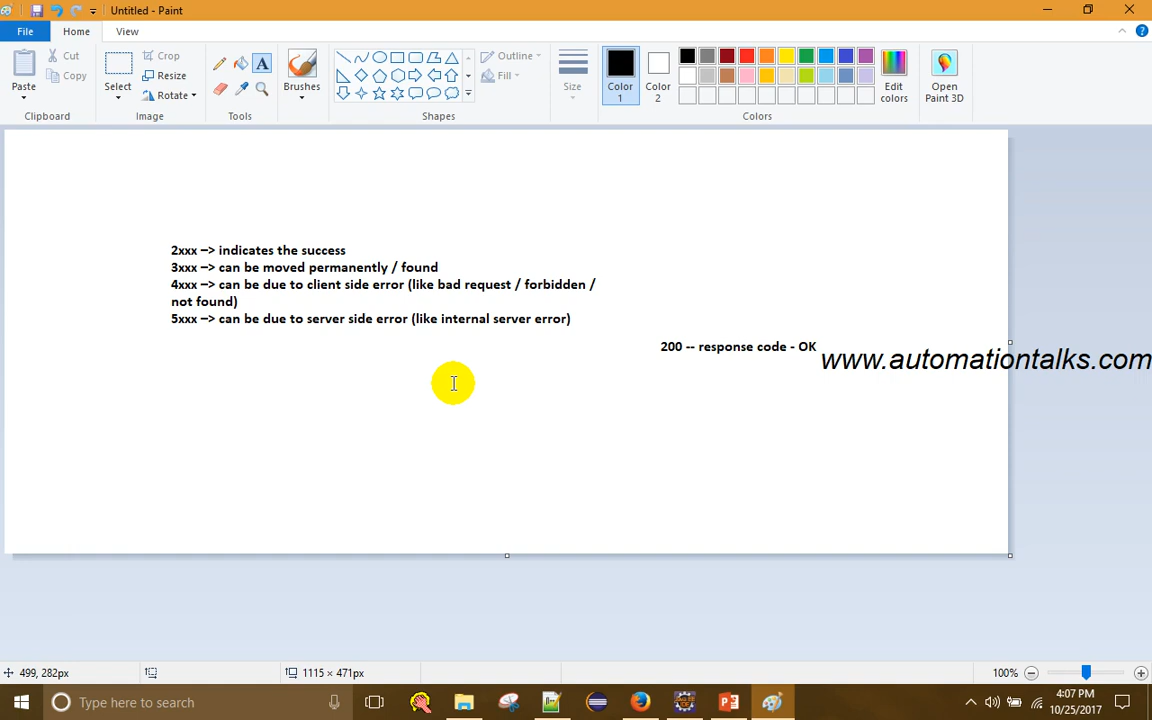 Untitled - Paint
File Home View
Paste
Cut
Copy
Clipboard
Select
Crop
Resize
Rotate
Image
Tools
Brushes
Shapes
Outline
Fill
Size
Color 1
Color 2
Colors
Edit colors
Open Paint 3D
2xxx –> indicates the success
3xxx –> can be moved permanently / found
4xxx –> can be due to client side error (like bad request / forbidden /
not found)
5xxx –> can be due to server side error (like internal server error)
200 -- response code - OK
www.automationtalks.com
499, 282px
1115 × 471px
100%
Type here to search
4:07 PM
10/25/2017